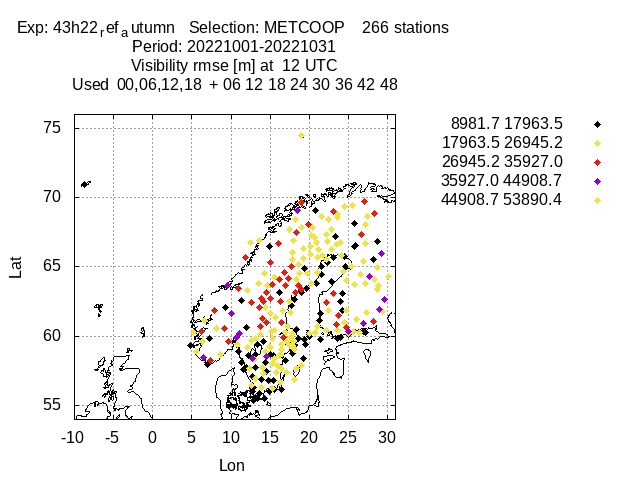 Exp: 43h22ref autumn   Selection: METCOOP    266 stations
Period: 20221001-20221031
Visibility rmse [m] at  12 UTC
Used  00,06,12,18  + 06 12 18 24 30 36 42 48
8981.7 17963.5
17963.5 26945.2
26945.2 35927.0
35927.0 44908.7
44908.7 53890.4
75
70
65
60
55
Lat
-10 -5 0 5 10 15 20 25 30
Lon